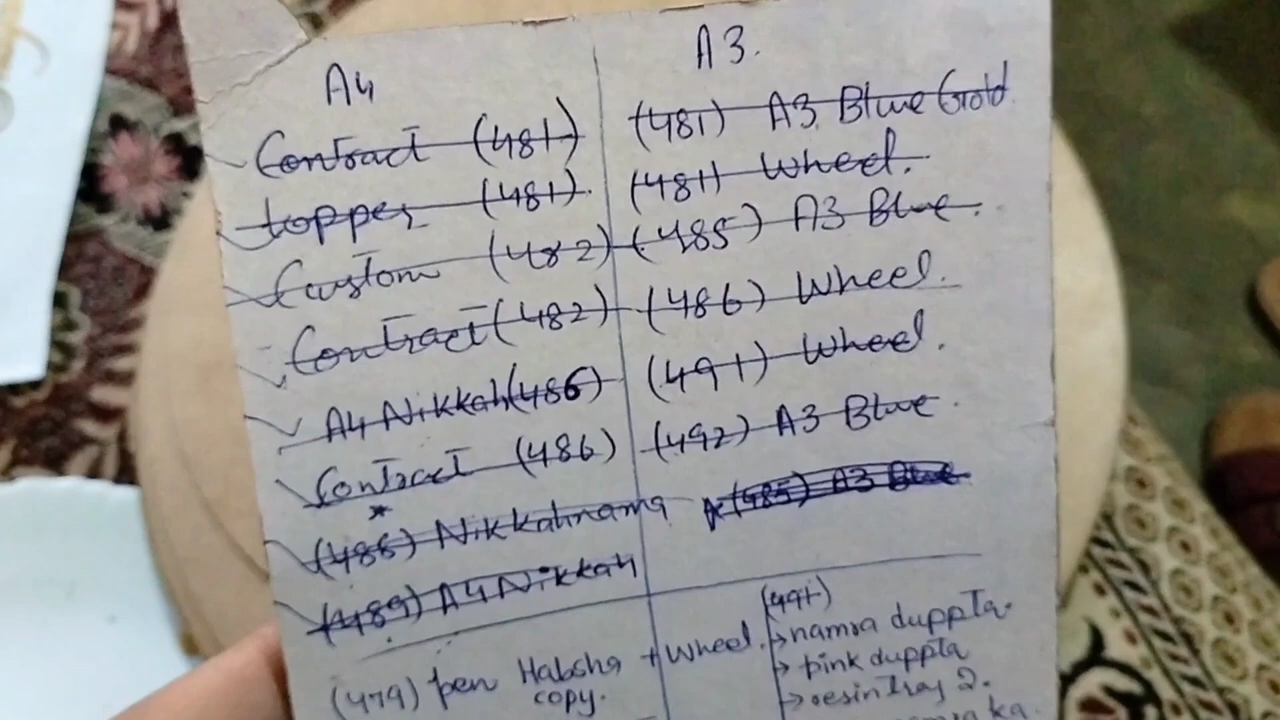 A4
Contract (481)
topper (481).
Custom (482)
Contract (482)
A4 Nikkah (486)
Contract (486)
(486) Nikkahnama
(489) A4 Nikkah
A3.
(481) A3 Blue Gold
(481) Wheel.
(485) A3 Blue.
(486) Wheel.
(491) Wheel.
(492) A3 Blue.
(485) A3 Blue
(479) pen Habsha + Wheel.
copy.
(491)
→ namra duppta.
→ pink duppta
→ resin tray 2.
ka.